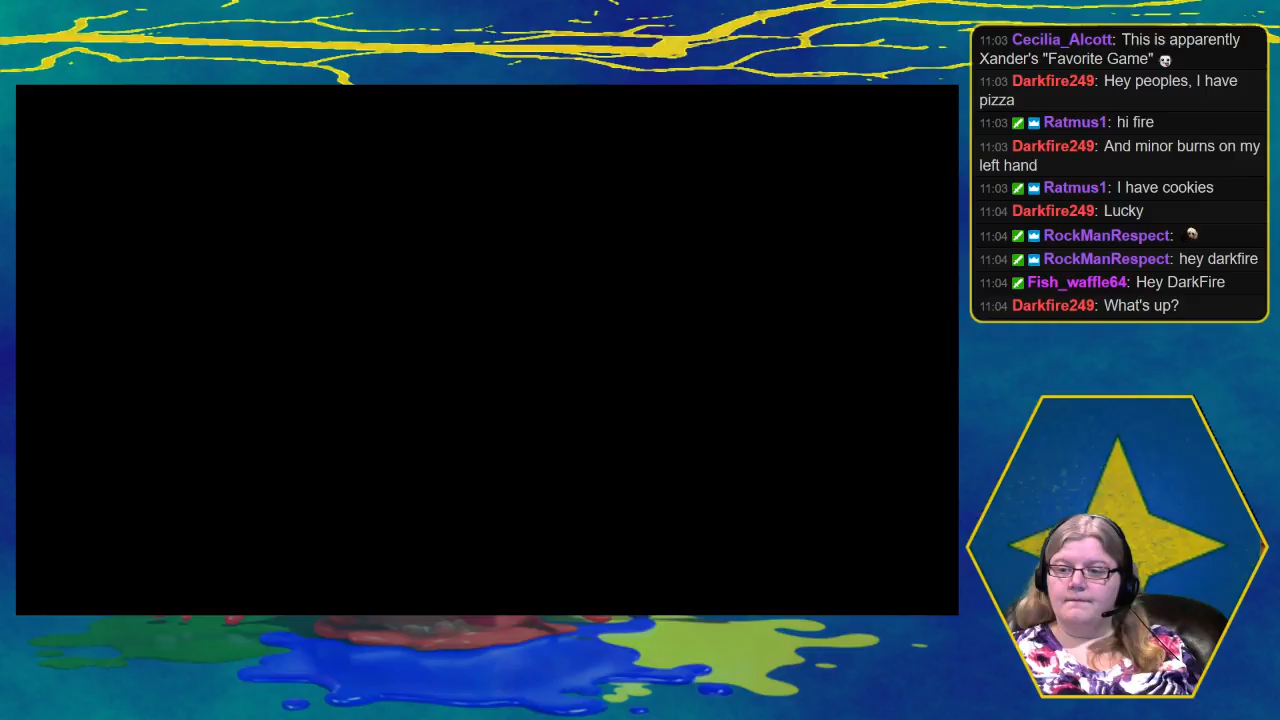 11:03 Cecilia_Alcott: This is apparently
Xander's "Favorite Game"
11:03 Darkfire249: Hey peoples, I have
pizza
11:03 Ratmus1: hi fire
11:03 Darkfire249: And minor burns on my
left hand
11:03 Ratmus1: I have cookies
11:04 Darkfire249: Lucky
11:04 RockManRespect:
11:04 RockManRespect: hey darkfire
11:04 Fish_waffle64: Hey DarkFire
11:04 Darkfire249: What's up?